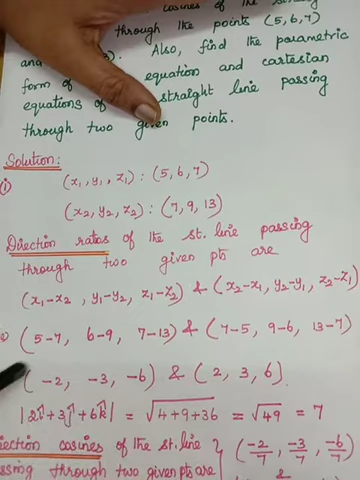 cosines of the straight
through the points (5,6,7)
and 3). Also, find the parametric
form of equation and cartesian
equations of straight line passing
through two given points.
Solution:
(i) (x₁, y₁, z₁) : (5, 6, 7)
(x₂, y₂, z₂) : (7, 9, 13)
Direction ratios of the st. line passing
through two given pts are
(x₁-x₂, y₁-y₂, z₁-z₂) & (x₂-x₁, y₂-y₁, z₂-z₁)
(5-7, 6-9, 7-13) & (7-5, 9-6, 13-7)
(-2, -3, -6) & (2, 3, 6).
|2î+3ĵ+6k̂| = √4+9+36 = √49 = 7
Direction cosines of the st. line } (-2/7, -3/7, -6/7)
passing through two given pts are &